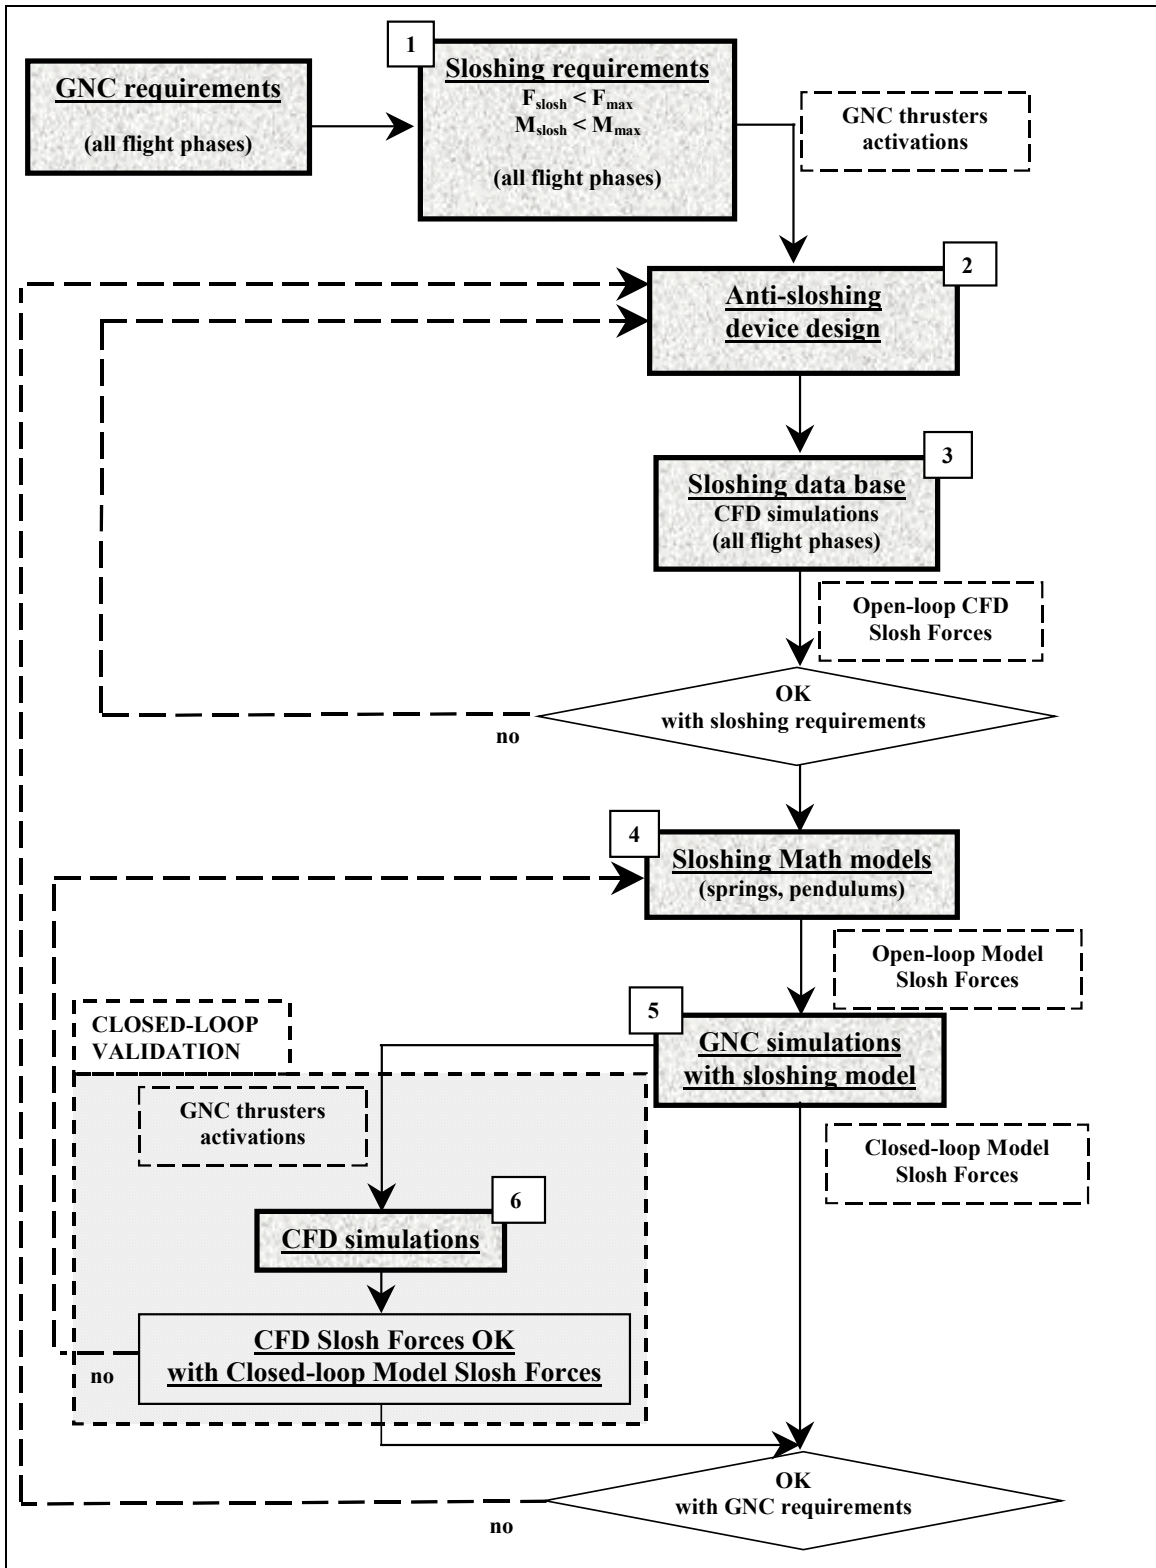 GNC requirements
(all flight phases)
1
Sloshing requirements
Fslosh < Fmax
Mslosh < Mmax
(all flight phases)
GNC thrusters
activations
2
Anti-sloshing
device design
3
Sloshing data base
CFD simulations
(all flight phases)
Open-loop CFD
Slosh Forces
OK
with sloshing requirements
no
4
Sloshing Math models
(springs, pendulums)
Open-loop Model
Slosh Forces
5
GNC simulations
with sloshing model
CLOSED-LOOP
VALIDATION
GNC thrusters
activations
Closed-loop Model
Slosh Forces
6
CFD simulations
CFD Slosh Forces OK
with Closed-loop Model Slosh Forces
no
OK
with GNC requirements
no